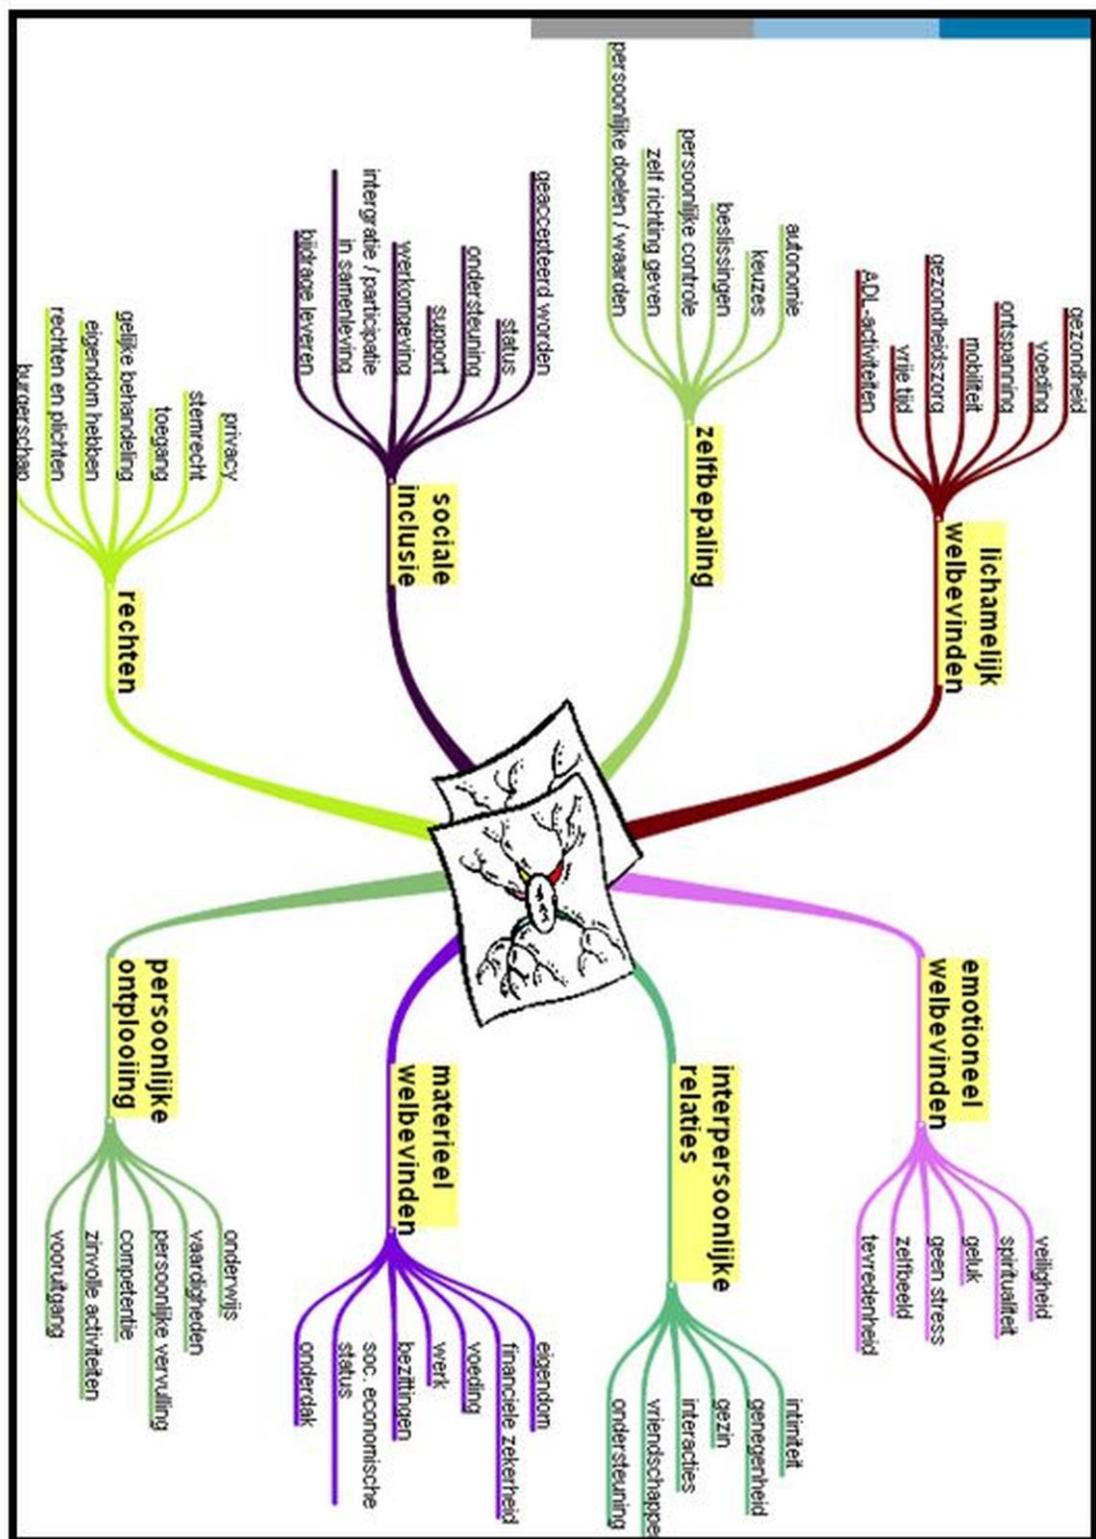 gezondheid
voeding
ontspanning
mobiliteit
gezondheidszorg
vrije tijd
ADL-activiteiten
lichamelijk
welbevinden
autonomie
keuzes
beslissingen
persoonlijke controle
zelf richting geven
persoonlijke doelen / waarden
zelfbepaling
geaccepteerd worden
status
ondersteuning
support
werkomgeving
intergratie / participatie
in samenleving
bijdrage leveren
sociale
inclusie
privacy
stemrecht
toegang
gelijke behandeling
eigendom hebben
rechten en plichten
burgerschap
rechten
emotioneel
welbevinden
veiligheid
spiritualiteit
geluk
geen stress
zelfbeeld
tevredenheid
interpersoonlijke
relaties
intimiteit
genegenheid
gezin
interacties
vriendschappe
ondersteuning
materieel
welbevinden
eigendom
financiele zekerheid
voeding
werk
bezittingen
soc. economische
status
onderdak
persoonlijke
ontplooiing
onderwijs
vaardigheden
persoonlijke vervulling
competentie
zinvolle activiteiten
vooruitgang